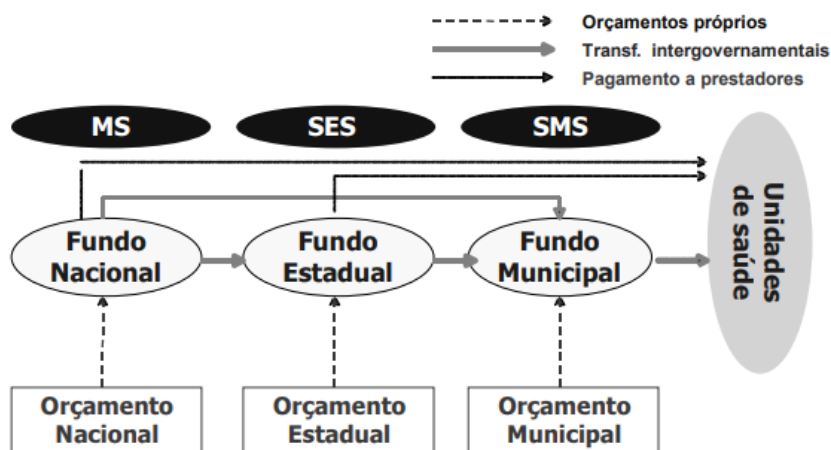 Orçamentos próprios
Transf. intergovernamentais
Pagamento a prestadores
MS
SES
SMS
Fundo
Nacional
Fundo
Estadual
Fundo
Municipal
Unidades
de saúde
Orçamento
Nacional
Orçamento
Estadual
Orçamento
Municipal